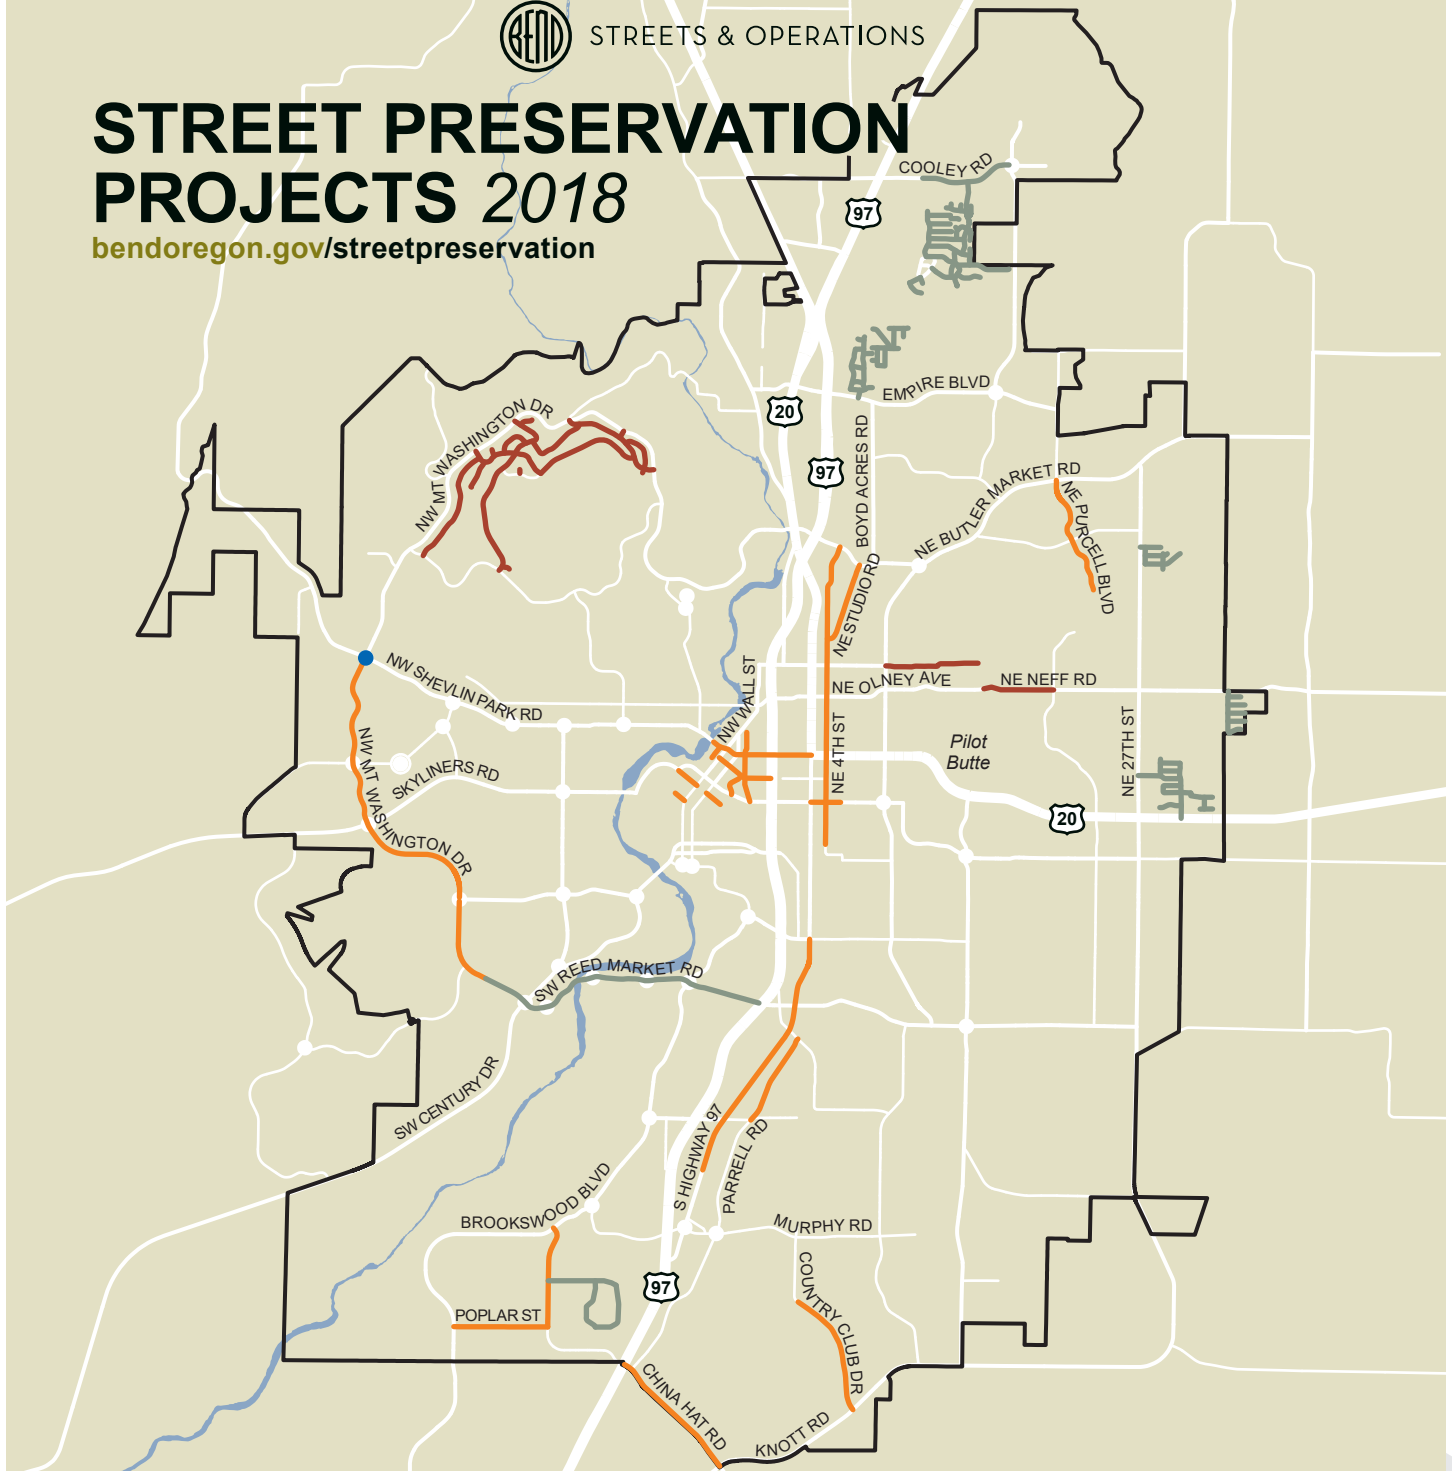 BEND
STREETS & OPERATIONS
STREET PRESERVATION
PROJECTS 2018
bendoregon.gov/streetpreservation
COOLEY RD
97
EMPIRE BLVD
20
NW MT WASHINGTON DR
97
BOYD ACRES RD
NE BUTLER MARKET RD
NE PURCELL BLVD
NE STUDIO RD
NW SHEVLIN PARK RD
NW WALL ST
NE OLNEY AVE
NE NEFF RD
NE 4TH ST
Pilot
Butte
NE 27TH ST
NW MT WASHINGTON DR
SKYLINERS RD
20
SW REED MARKET RD
SW CENTURY DR
S HIGHWAY 97
PARRELL RD
BROOKSWOOD BLVD
MURPHY RD
97
COUNTRY CLUB DR
POPLAR ST
CHINA HAT RD
KNOTT RD